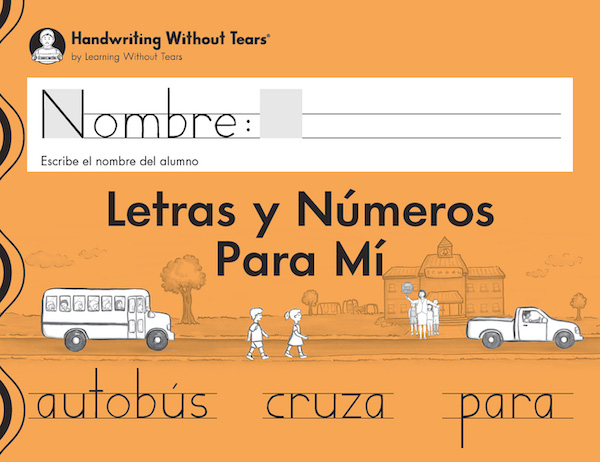 Handwriting Without Tears®
by Learning Without Tears
Nombre:
Escribe el nombre del alumno
Letras y Números
Para Mí
autobús cruza para